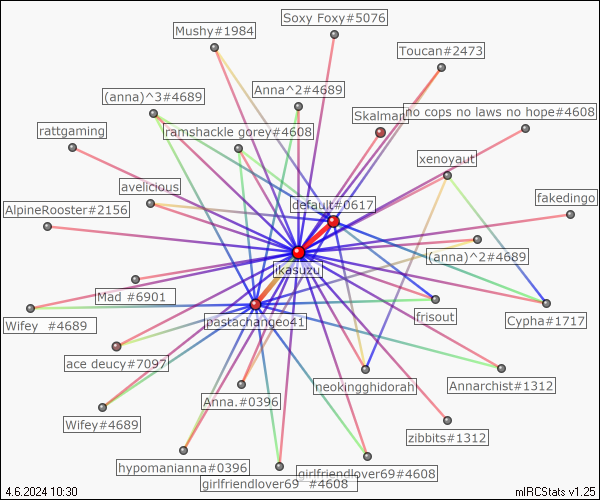 Soxy Foxy#5076
Mushy#1984
Toucan#2473
Anna^2#4689
(anna)^3#4689
Skalman
no cops no laws no hope#4608
rattgaming
ramshackle gorey#4608
xenoyaut
avelicious
default#0617
fakedingo
AlpineRooster#2156
(anna)^2#4689
ikasuzu
Mad #6901
frisout
Wifey  #4689
pastachangeo41
Cypha#1717
ace deucy#7097
neokingghidorah
Annarchist#1312
Anna.#0396
Wifey#4689
zibbits#1312
hypomanianna#0396
girlfriendlover69  #4608
girlfriendlover69#4608
4.6.2024 10:30
mIRCStats v1.25